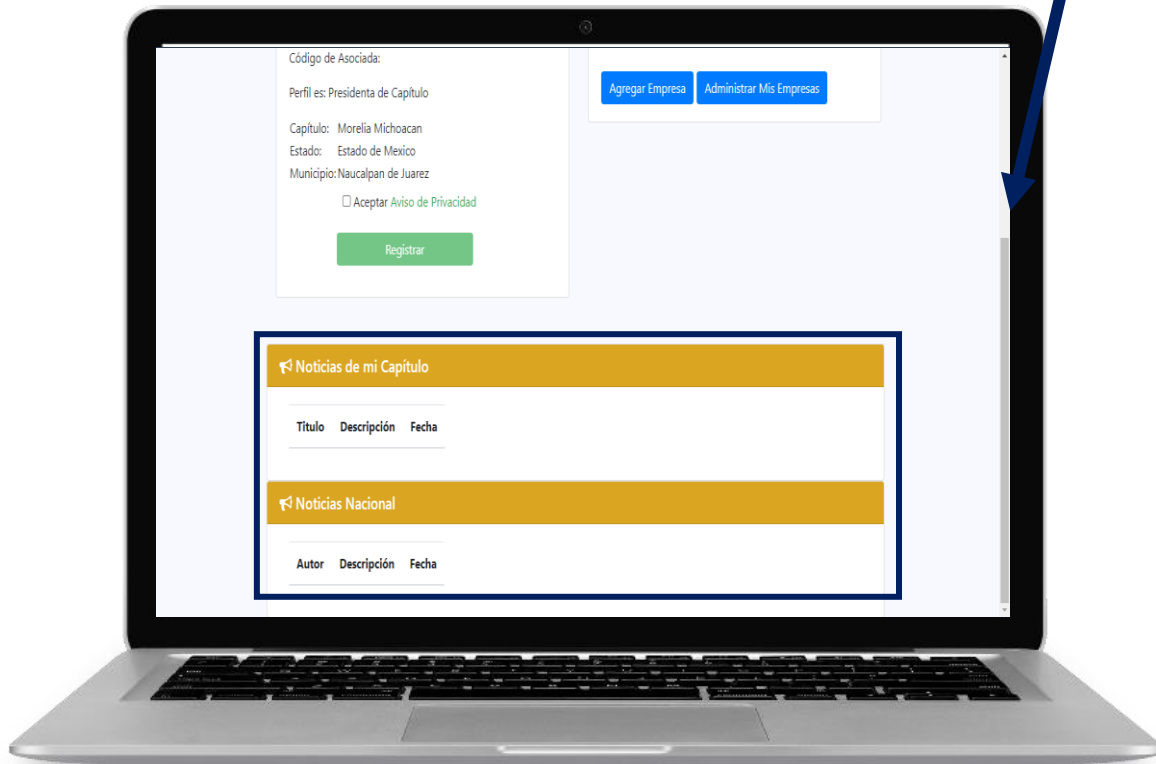 Código de Asociada:
Perfil es: Presidenta de Capítulo
Capítulo: Morelia Michoacan
Estado: Estado de Mexico
Municipio: Naucalpan de Juarez
Aceptar Aviso de Privacidad
Registrar
Agregar Empresa
Administrar Mis Empresas
Noticias de mi Capítulo
Titulo Descripción Fecha
Noticias Nacional
Autor Descripción Fecha